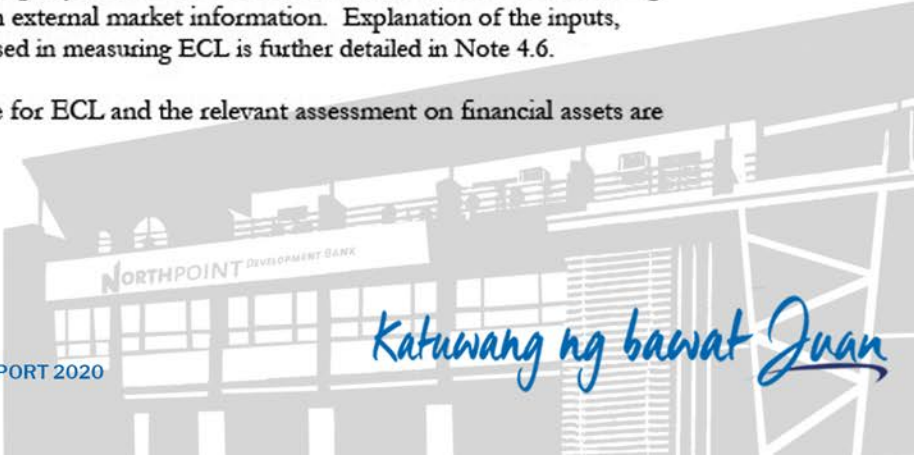 n external market information. Explanation of the inputs,
sed in measuring ECL is further detailed in Note 4.6.
e for ECL and the relevant assessment on financial assets are
NORTHPOINT DEVELOPMENT BANK
Katuwang ng bawat Juan
PORT 2020